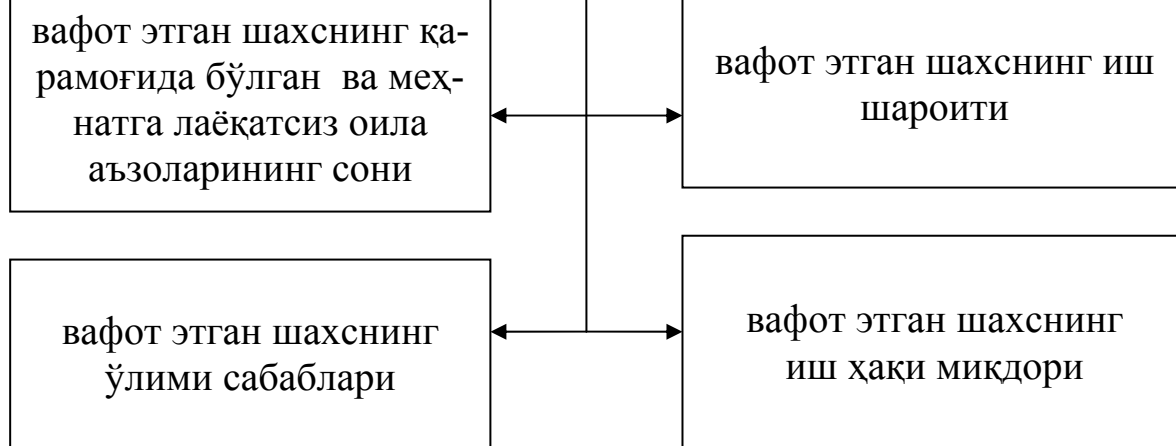 вафот этган шахснинг қа-
рамоғида бўлган ва меҳ-
натга лаёқатсиз оила
аъзоларининг сони
вафот этган шахснинг иш
шароити
вафот этган шахснинг
ўлими сабаблари
вафот этган шахснинг
иш ҳақи миқдори